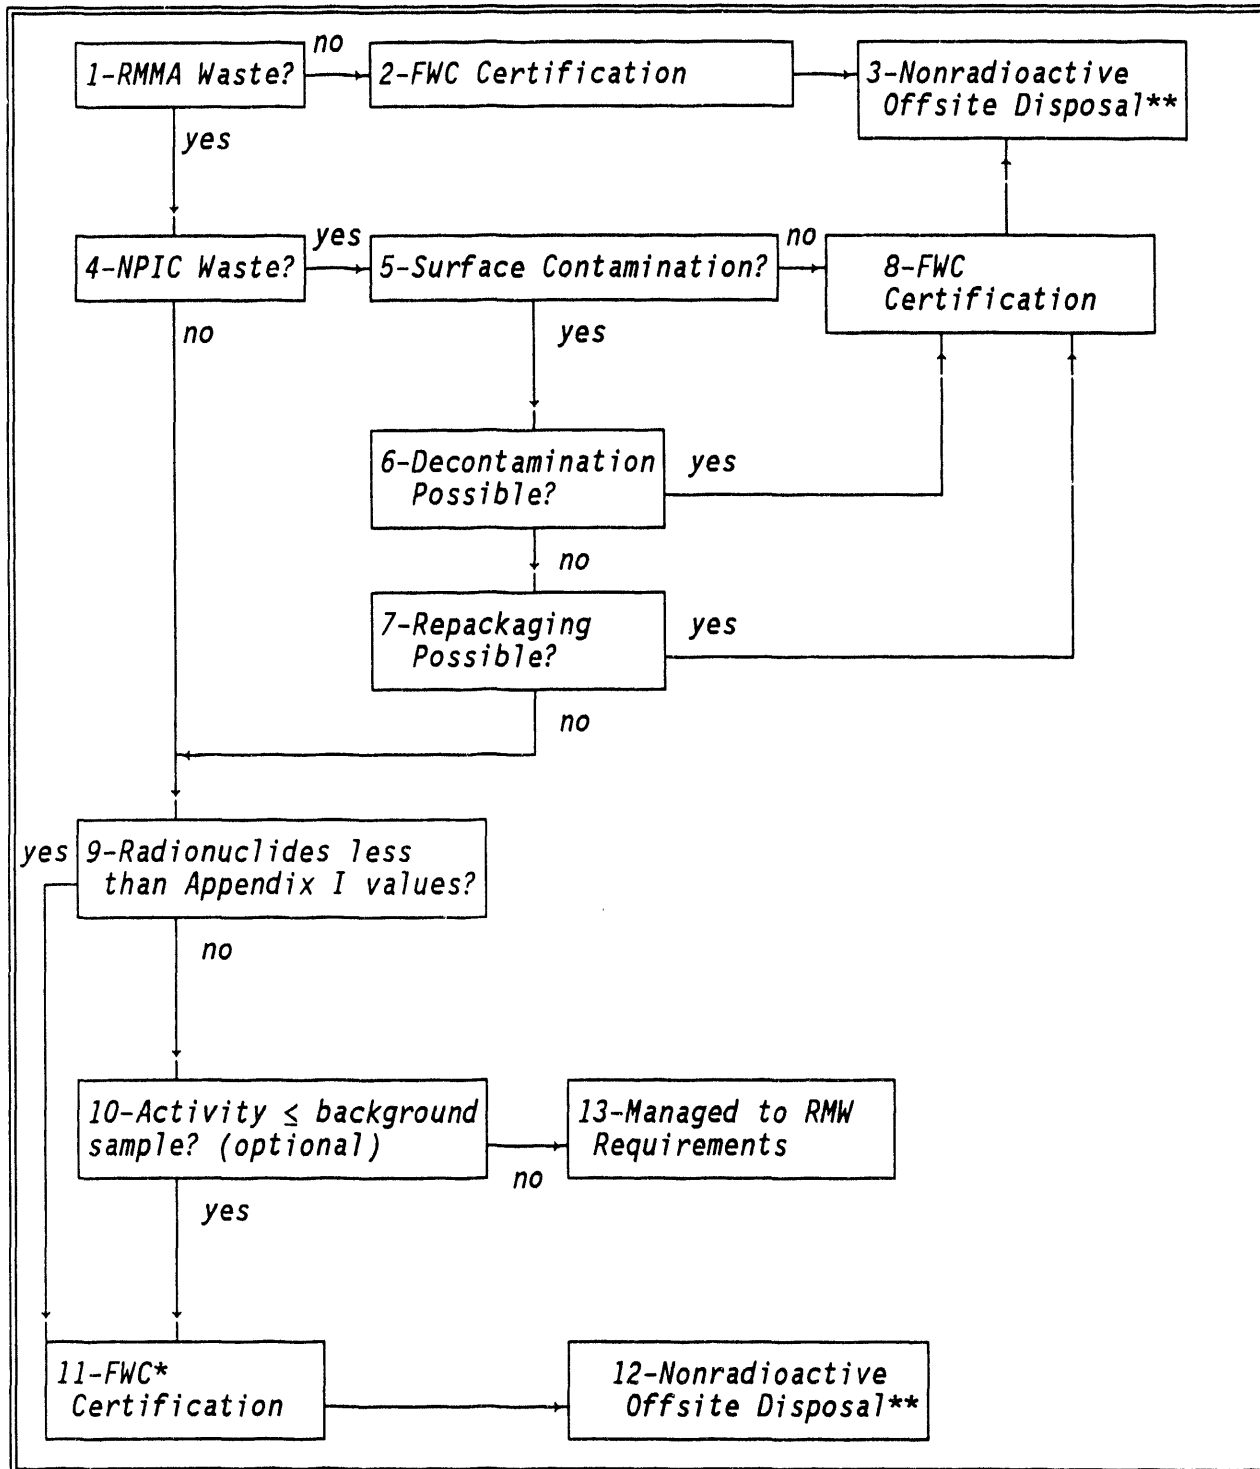 no
1-RMMA Waste?
2-FWC Certification
3-Nonradioactive
Offsite Disposal**
yes
4-NPIC Waste?
yes
5-Surface Contamination?
no
8-FWC
Certification
no
yes
6-Decontamination
Possible?
yes
no
7-Repackaging
Possible?
yes
no
yes
9-Radionuclides less
than Appendix I values?
no
10-Activity ≤ background
sample? (optional)
no
13-Managed to RMW
Requirements
yes
11-FWC*
Certification
12-Nonradioactive
Offsite Disposal**